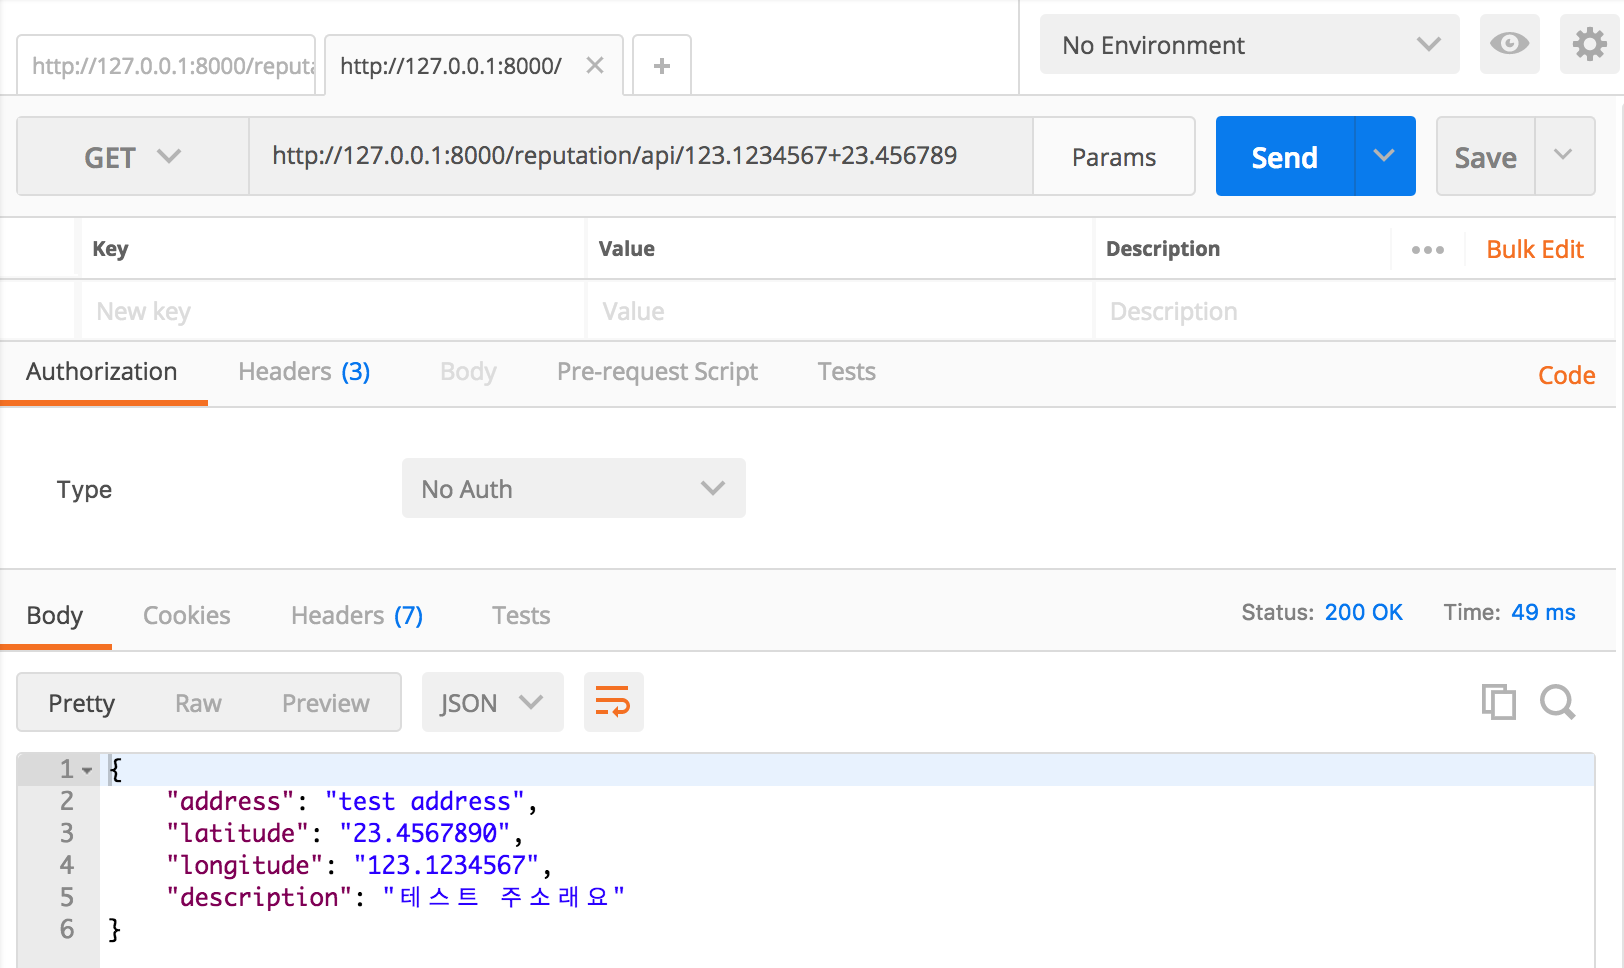 http://127.0.0.1:8000/reputa
http://127.0.0.1:8000/
No Environment
GET
http://127.0.0.1:8000/reputation/api/123.1234567+23.456789
Params
Send
Save
Key Value Description ••• Bulk Edit
New key Value Description
Authorization Headers (3) Body Pre-request Script Tests Code
Type No Auth
Body Cookies Headers (7) Tests Status: 200 OK Time: 49 ms
Pretty Raw Preview JSON
1 {
2 "address": "test address",
3 "latitude": "23.4567890",
4 "longitude": "123.1234567",
5 "description": "테스트 주소래요"
6 }